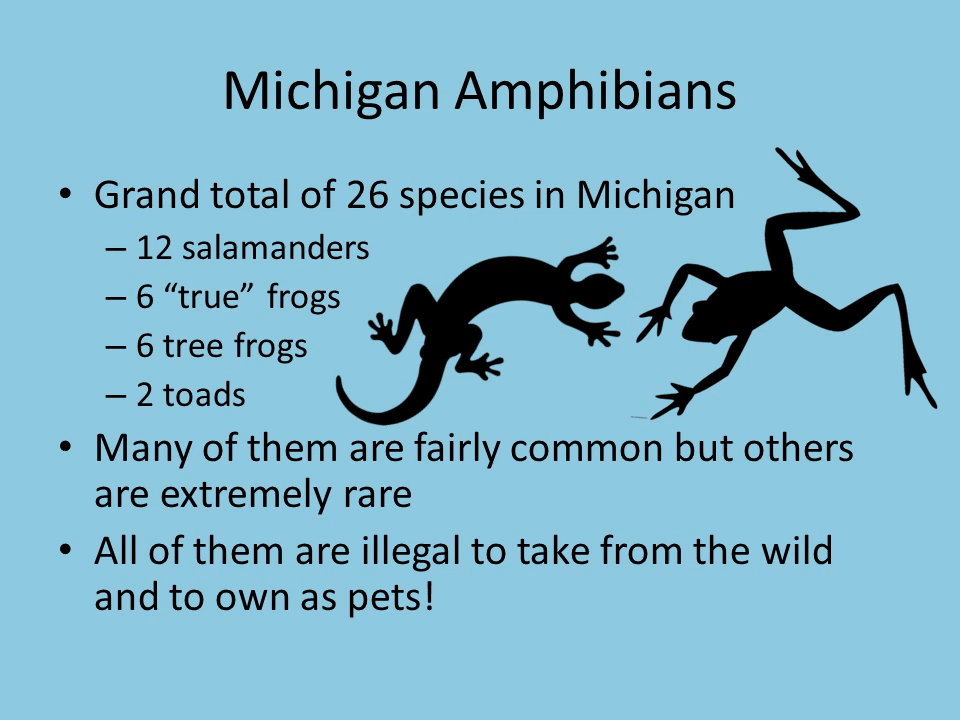 Michigan Amphibians
• Grand total of 26 species in Michigan
– 12 salamanders
– 6 “true” frogs
– 6 tree frogs
– 2 toads
• Many of them are fairly common but others
are extremely rare
• All of them are illegal to take from the wild
and to own as pets!